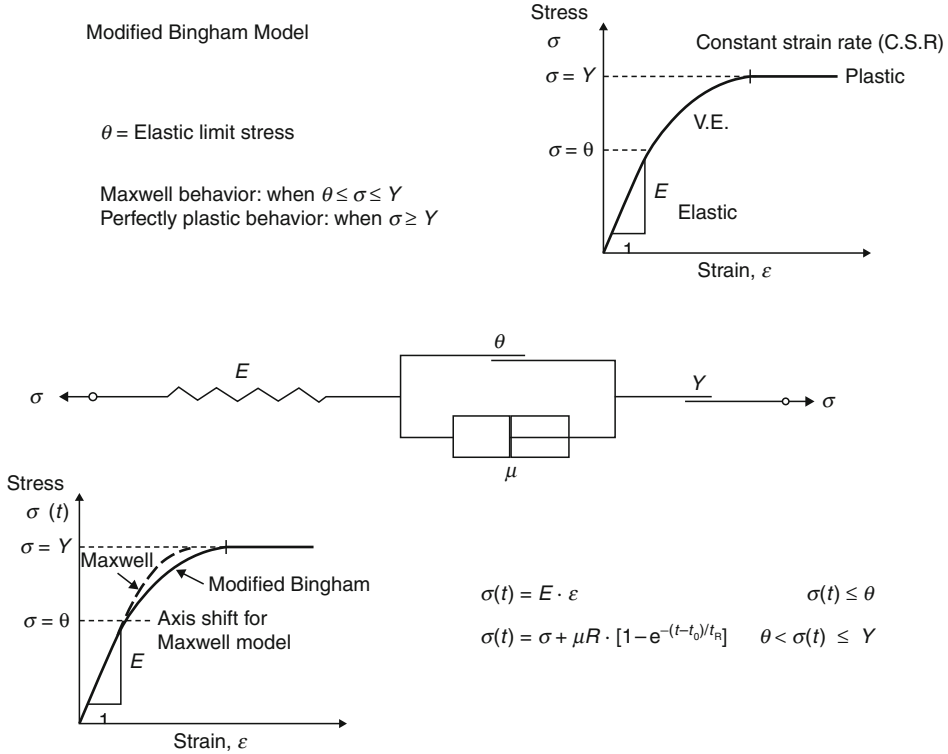 Modified Bingham Model
θ = Elastic limit stress
Maxwell behavior: when θ ≤ σ ≤ Y
Perfectly plastic behavior: when σ ≥ Y
Stress
σ
Constant strain rate (C.S.R)
σ = Y
Plastic
V.E.
σ = θ
E
Elastic
1
Strain, ε
σ
E
θ
μ
Y
σ
Stress
σ (t)
σ = Y
Maxwell
Modified Bingham
σ = θ
Axis shift for
Maxwell model
E
1
Strain, ε
σ(t) = E · ε σ(t) ≤ θ
σ(t) = σ + μR · [1–e^–(t–t₀)/t_R] θ < σ(t) ≤ Y